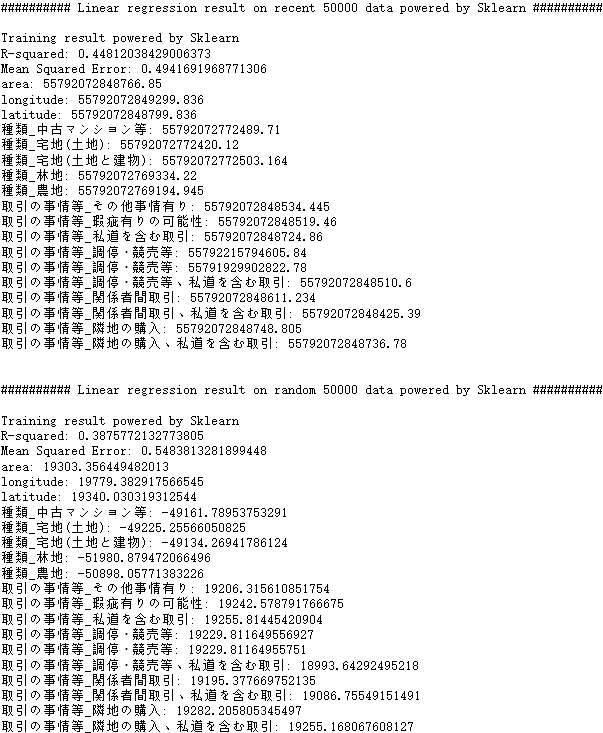 ########## Linear regression result on recent 50000 data powered by Sklearn ##########
Training result powered by Sklearn
R-squared: 0.44812038429006373
Mean Squared Error: 0.4941691968771306
area: 55792072848766.85
longitude: 55792072849299.836
latitude: 55792072848799.836
種類_中古マンション等: 55792072772489.71
種類_宅地(土地): 55792072772420.12
種類_宅地(土地と建物): 55792072772503.164
種類_林地: 55792072769334.22
種類_農地: 55792072769194.945
取引の事情等_その他事情有り: 55792072848534.445
取引の事情等_瑕疵有りの可能性: 55792072848519.46
取引の事情等_私道を含む取引: 55792072848724.86
取引の事情等_調停・競売等: 55792215794605.84
取引の事情等_調停・競売等: 55791929902822.78
取引の事情等_調停・競売等、私道を含む取引: 55792072848510.6
取引の事情等_関係者間取引: 55792072848611.234
取引の事情等_関係者間取引、私道を含む取引: 55792072848425.39
取引の事情等_隣地の購入: 55792072848748.805
取引の事情等_隣地の購入、私道を含む取引: 55792072848736.78
########## Linear regression result on random 50000 data powered by Sklearn ##########
Training result powered by Sklearn
R-squared: 0.3875772132773805
Mean Squared Error: 0.5483813281899448
area: 19303.356449482013
longitude: 19779.382917566545
latitude: 19340.030319312544
種類_中古マンション等: -49161.78953753291
種類_宅地(土地): -49225.25566050825
種類_宅地(土地と建物): -49134.26941786124
種類_林地: -51980.879472066496
種類_農地: -50898.05771383226
取引の事情等_その他事情有り: 19206.315610851754
取引の事情等_瑕疵有りの可能性: 19242.578791766675
取引の事情等_私道を含む取引: 19255.81445420904
取引の事情等_調停・競売等: 19229.811649556927
取引の事情等_調停・競売等: 19229.81164955751
取引の事情等_調停・競売等、私道を含む取引: 18993.64292495218
取引の事情等_関係者間取引: 19195.377669752135
取引の事情等_関係者間取引、私道を含む取引: 19086.75549151491
取引の事情等_隣地の購入: 19282.205805345497
取引の事情等_隣地の購入、私道を含む取引: 19255.168067608127